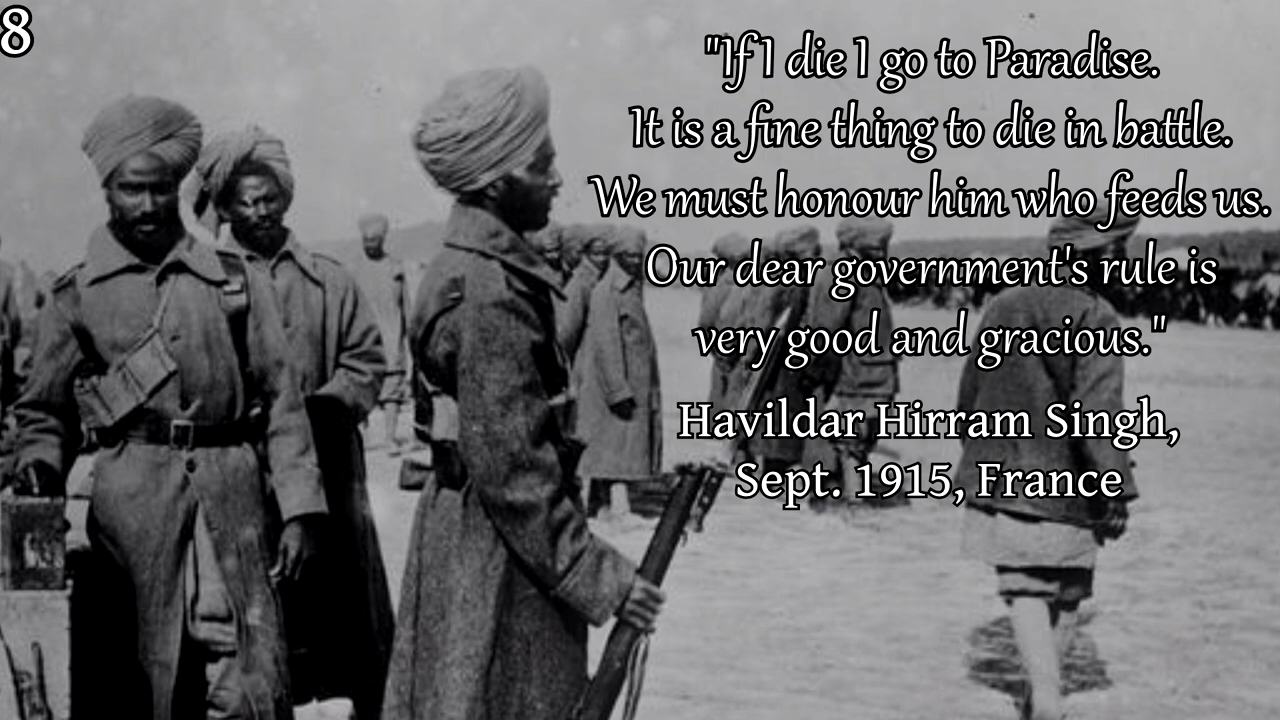 8
"If I die I go to Paradise.
It is a fine thing to die in battle.
We must honour him who feeds us.
Our dear government's rule is
very good and gracious."
Havildar Hirram Singh,
Sept. 1915, France